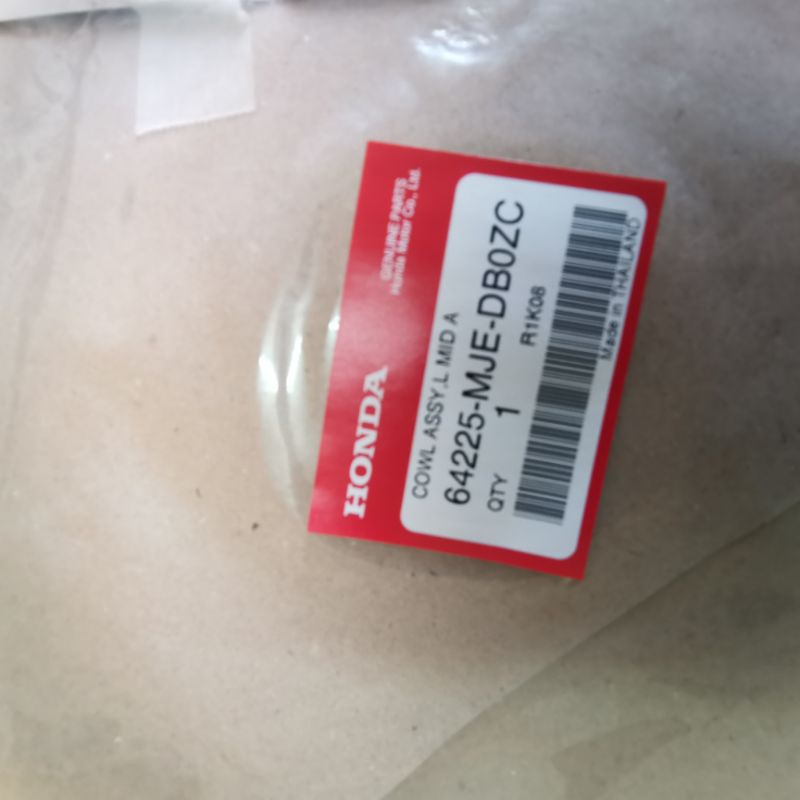 HONDA
GENUINE PARTS
Honda Motor Co., Ltd.
COWL ASSY,L MID A
64225-MJE-DB0ZC
QTY 1 R1K08
Made in THAILAND